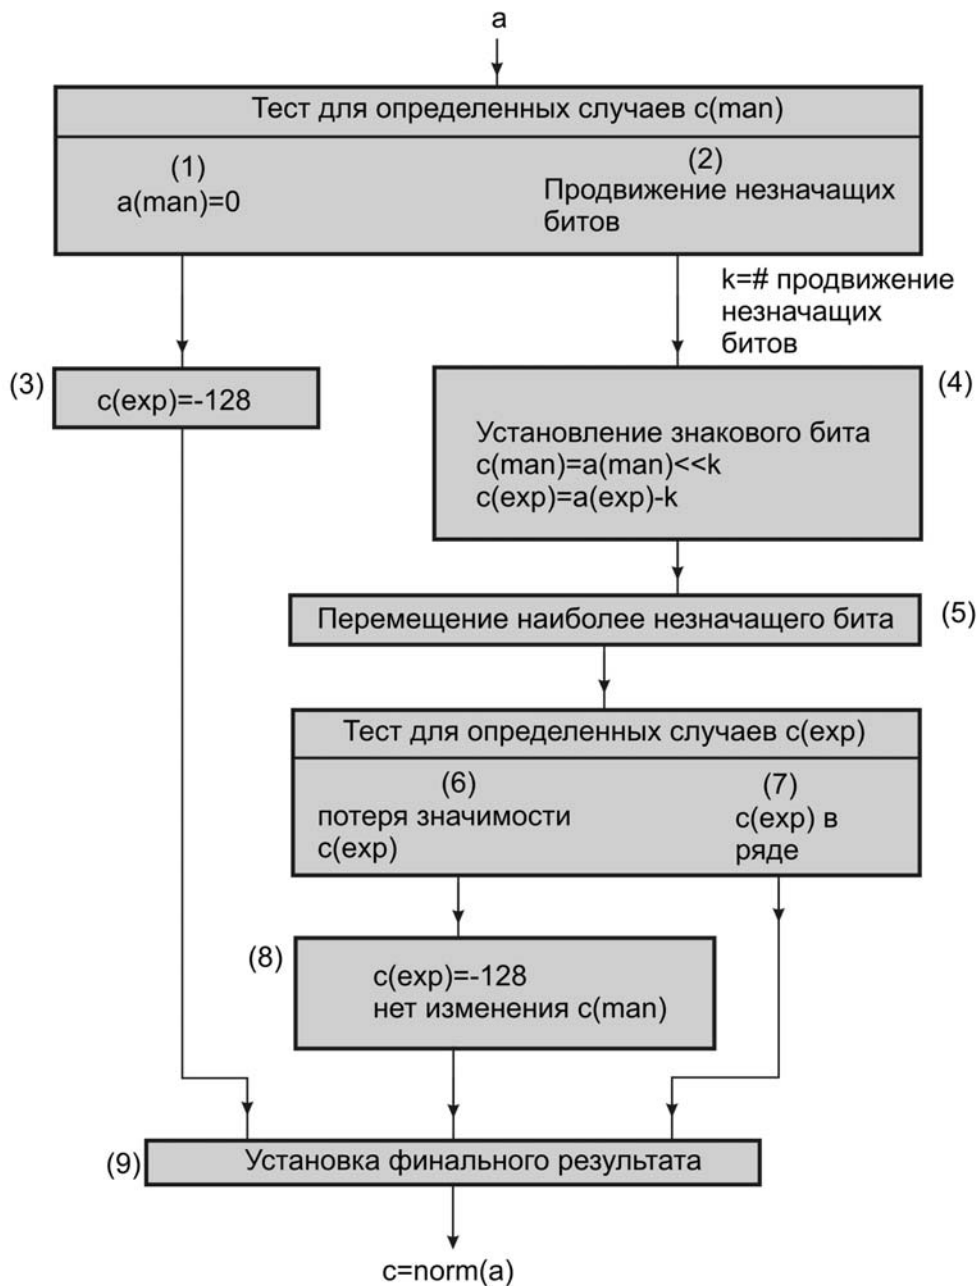 a
Тест для определенных случаев c(man)
(1)
a(man)=0
(2)
Продвижение незначащих
битов
k=# продвижение
незначащих
битов
(3)
c(exp)=-128
(4)
Установление знакового бита
c(man)=a(man)<<k
c(exp)=a(exp)-k
Перемещение наиболее незначащего бита
(5)
Тест для определенных случаев c(exp)
(6)
потеря значимости
c(exp)
(7)
c(exp) в
ряде
(8)
c(exp)=-128
нет изменения c(man)
(9)
Установка финального результата
c=norm(a)